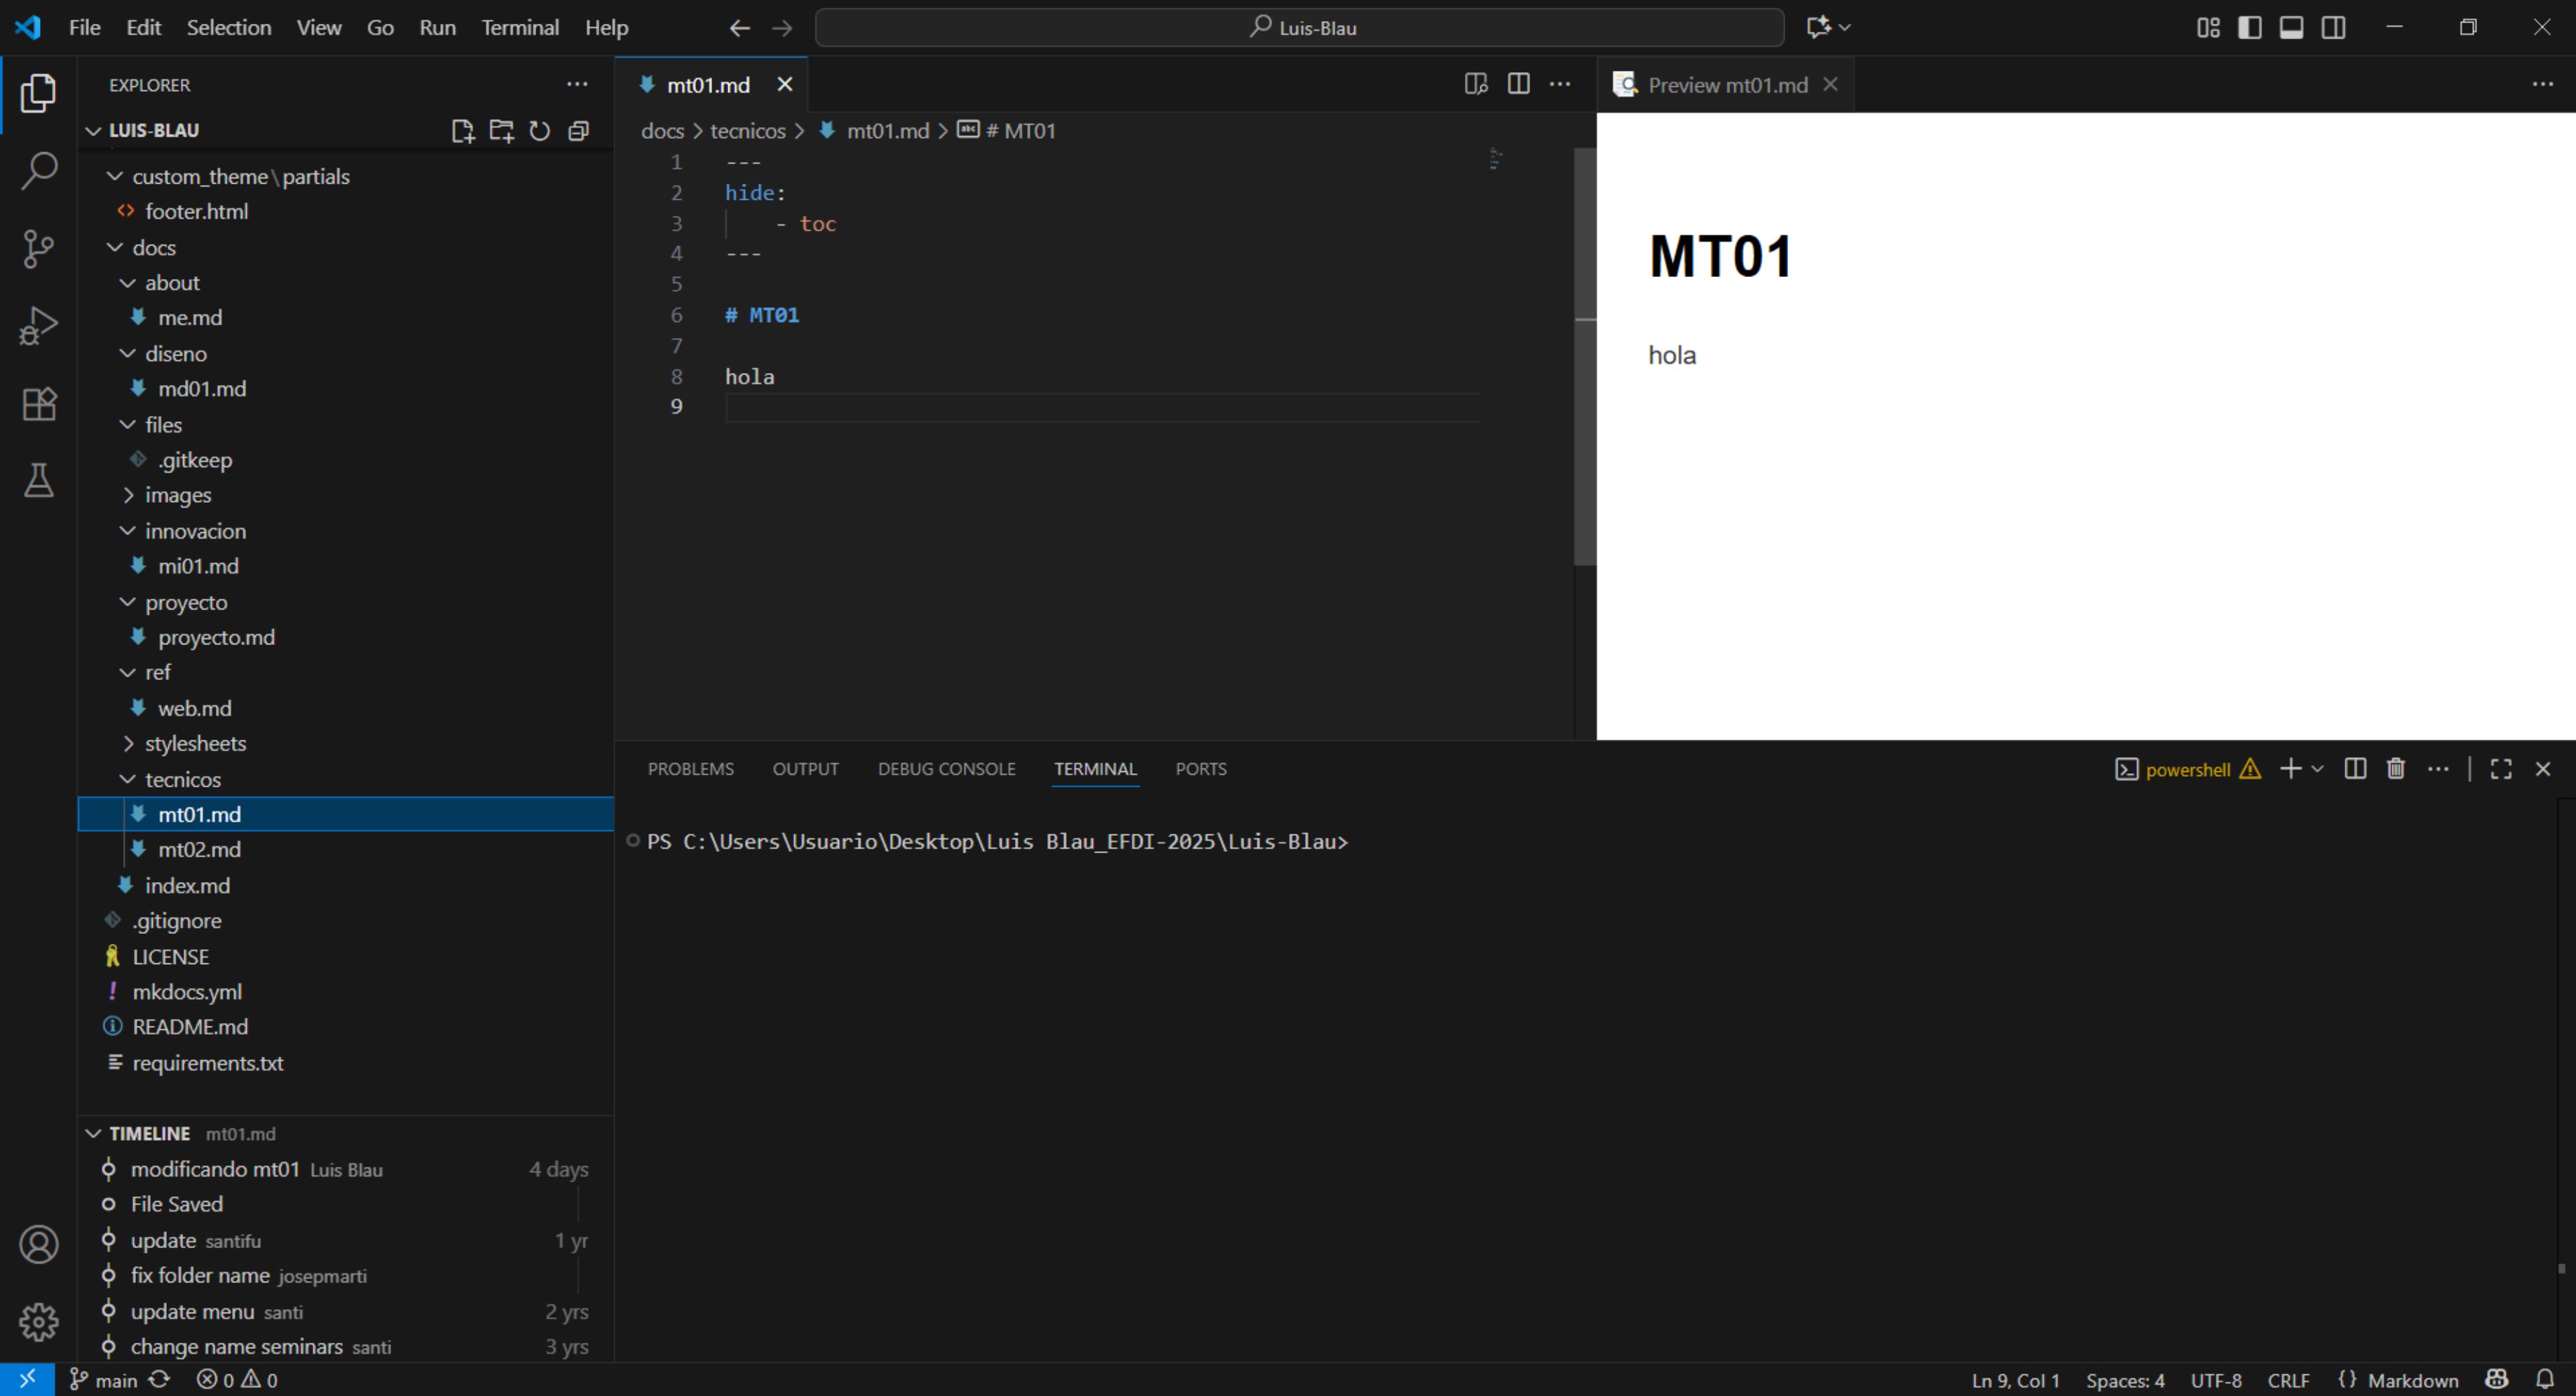 File Edit Selection View Go Run Terminal Help
Luis-Blau
EXPLORER
LUIS-BLAU
custom_theme\partials
footer.html
docs
about
me.md
diseno
md01.md
files
.gitkeep
images
innovacion
mi01.md
proyecto
proyecto.md
ref
web.md
stylesheets
tecnicos
mt01.md
mt02.md
index.md
.gitignore
LICENSE
mkdocs.yml
README.md
requirements.txt
TIMELINE mt01.md
modificando mt01 Luis Blau 4 days
File Saved
update santifu 1 yr
fix folder name josepmarti
update menu santi 2 yrs
change name seminars santi 3 yrs
mt01.md
docs > tecnicos > mt01.md > # MT01
1 ---
2 hide:
3 - toc
4 ---
5
6 # MT01
7
8 hola
9
Preview mt01.md
MT01
hola
PROBLEMS OUTPUT DEBUG CONSOLE TERMINAL PORTS
powershell
PS C:\Users\Usuario\Desktop\Luis Blau_EFDI-2025\Luis-Blau>
main 0 0
Ln 9, Col 1 Spaces: 4 UTF-8 CRLF {} Markdown